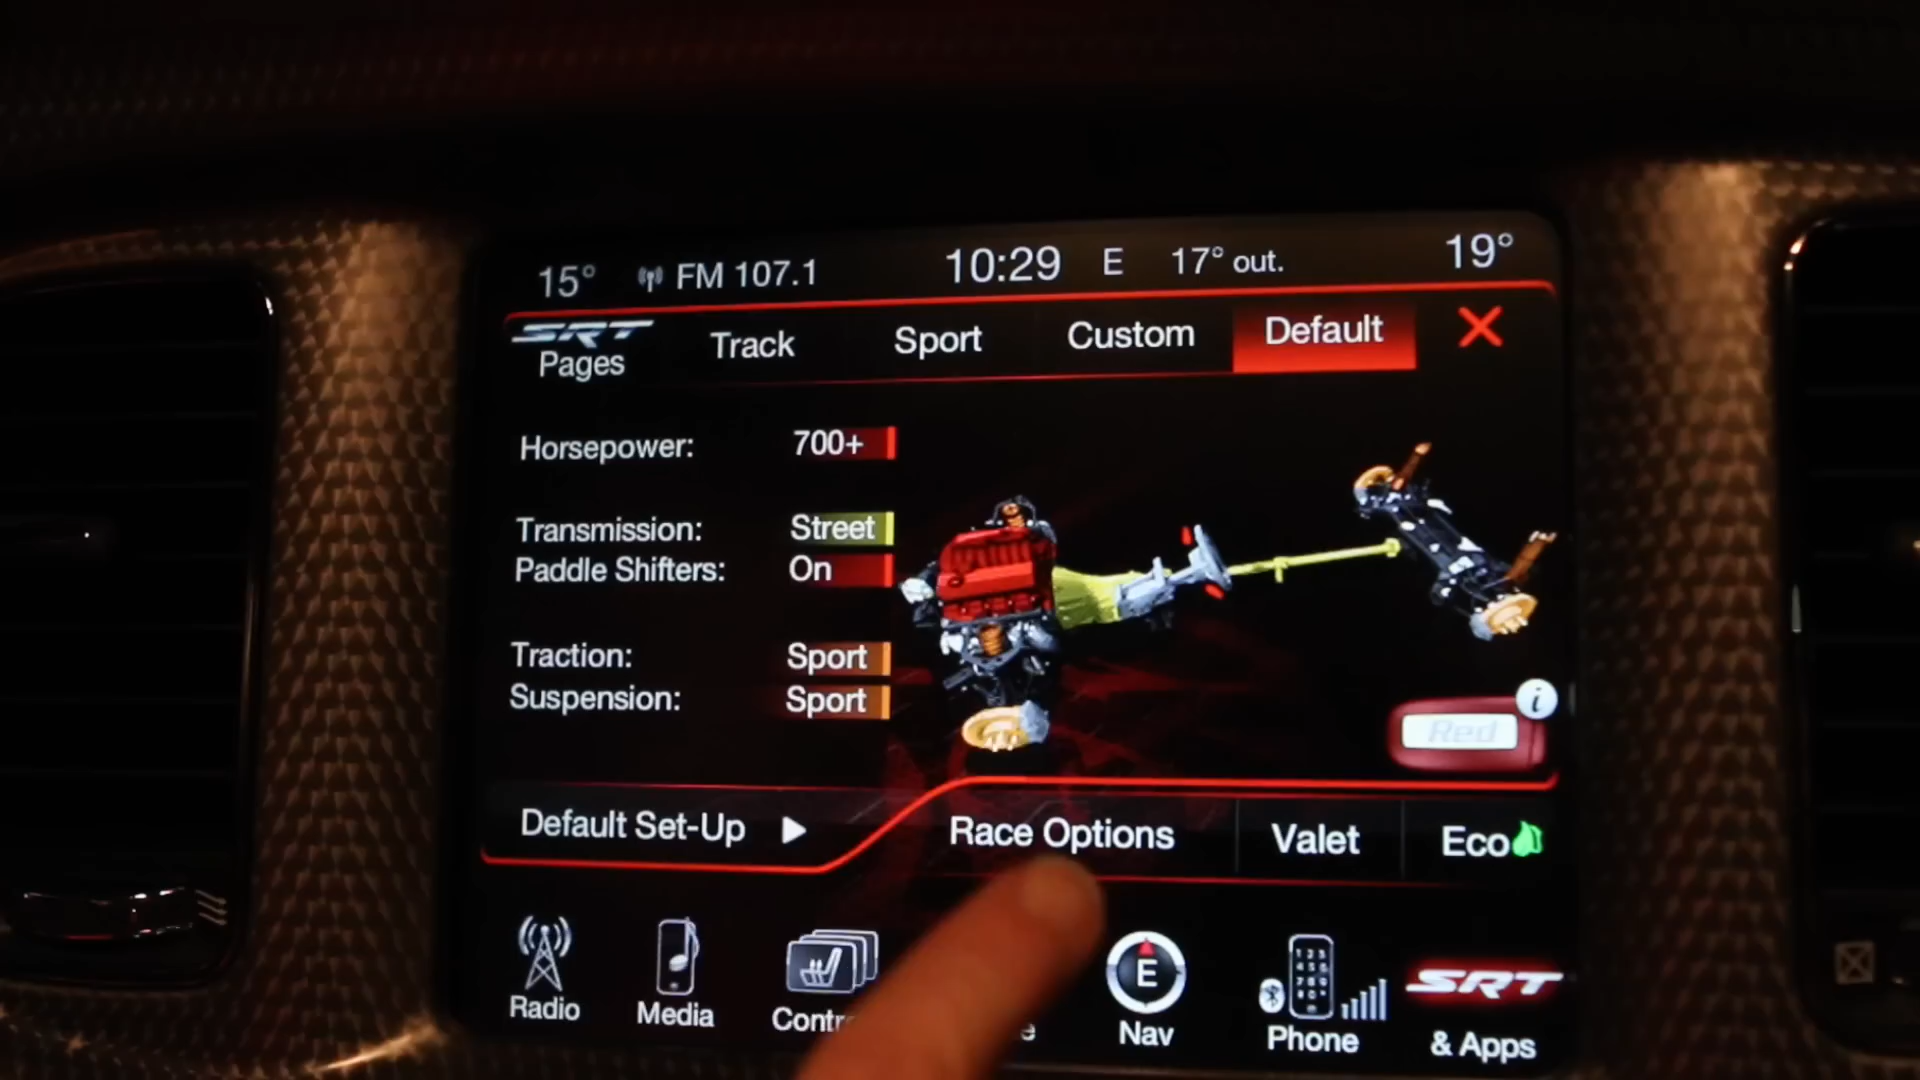 15° FM 107.1 10:29 E 17° out. 19°
SRT Pages Track Sport Custom Default
Horsepower: 700+
Transmission: Street
Paddle Shifters: On
Traction: Sport
Suspension: Sport
Red i
Default Set-Up Race Options Valet Eco
E
Radio Media Nav Phone SRT & Apps